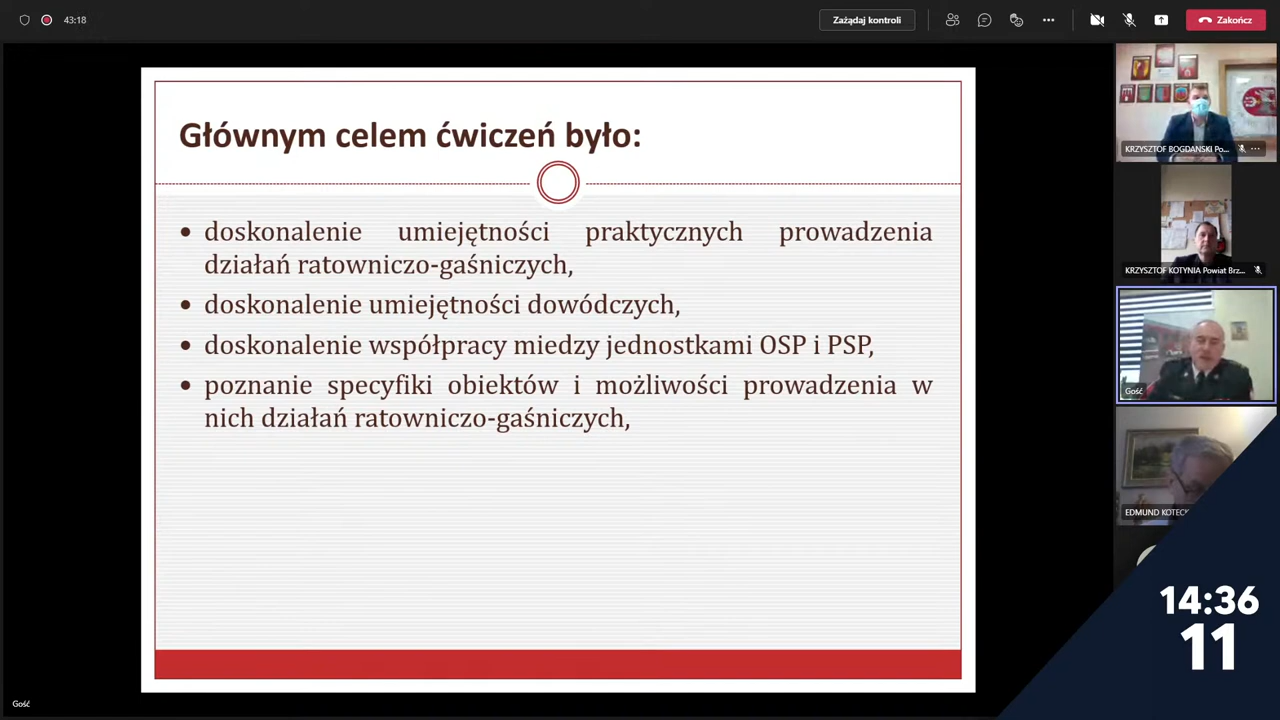 43:18
Zażądaj kontroli
Zakończ
Głównym celem ćwiczeń było:
• doskonalenie umiejętności praktycznych prowadzenia
działań ratowniczo-gaśniczych,
• doskonalenie umiejętności dowódczych,
• doskonalenie współpracy miedzy jednostkami OSP i PSP,
• poznanie specyfiki obiektów i możliwości prowadzenia w
nich działań ratowniczo-gaśniczych,
KRZYSZTOF BOGDAŃSKI Po...
KRZYSZTOF KOTYNIA Powiat Brz...
Gość
EDMUND KOTEC
14:36
11
Gość